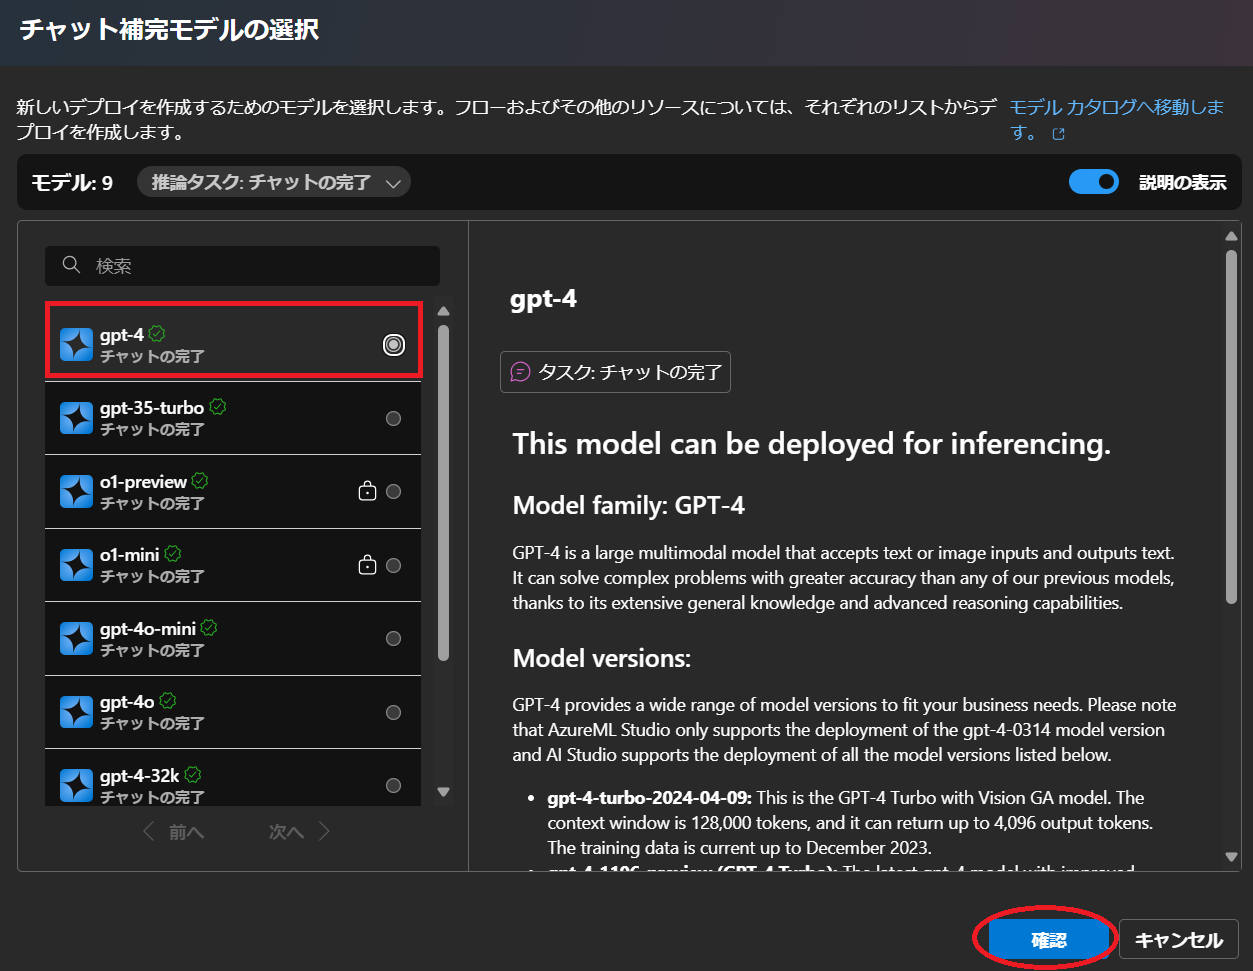 チャット補完モデルの選択
新しいデプロイを作成するためのモデルを選択します。フローおよびその他のリソースについては、それぞれのリストからデ
プロイを作成します。
モデル カタログへ移動しま
す。
モデル: 9
推論タスク: チャットの完了
説明の表示
検索
gpt-4
チャットの完了
gpt-35-turbo
チャットの完了
o1-preview
チャットの完了
o1-mini
チャットの完了
gpt-4o-mini
チャットの完了
gpt-4o
チャットの完了
gpt-4-32k
チャットの完了
前へ
次へ
gpt-4
タスク: チャットの完了
This model can be deployed for inferencing.
Model family: GPT-4
GPT-4 is a large multimodal model that accepts text or image inputs and outputs text.
It can solve complex problems with greater accuracy than any of our previous models,
thanks to its extensive general knowledge and advanced reasoning capabilities.
Model versions:
GPT-4 provides a wide range of model versions to fit your business needs. Please note
that AzureML Studio only supports the deployment of the gpt-4-0314 model version
and AI Studio supports the deployment of all the model versions listed below.
• gpt-4-turbo-2024-04-09: This is the GPT-4 Turbo with Vision GA model. The
context window is 128,000 tokens, and it can return up to 4,096 output tokens.
The training data is current up to December 2023.
• gpt-4-1106-preview (GPT-4 Turbo): The latest gpt-4 model with improved
確認
キャンセル